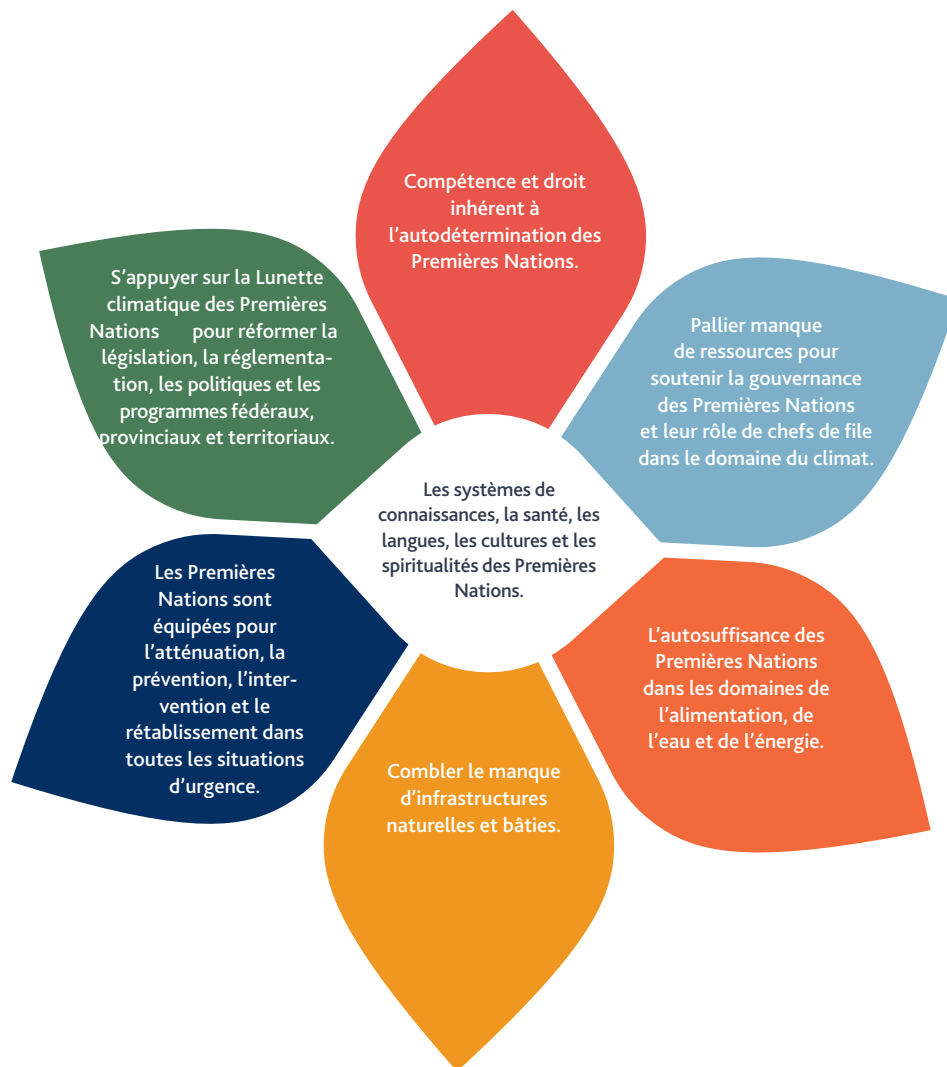 Compétence et droit
inhérent à
l'autodétermination des
Premières Nations.
Pallier manque
de ressources pour
soutenir la gouvernance
des Premières Nations
et leur rôle de chefs de file
dans le domaine du climat.
L'autosuffisance des
Premières Nations
dans les domaines de
l'alimentation, de
l'eau et de l'énergie.
Combler le manque
d'infrastructures
naturelles et bâties.
Les Premières
Nations sont
équipées pour
l'atténuation, la
prévention, l'inter-
vention et le
rétablissement dans
toutes les situations
d'urgence.
S'appuyer sur la Lunette
climatique des Premières
Nations pour réformer la
législation, la réglementa-
tion, les politiques et les
programmes fédéraux,
provinciaux et territoriaux.
Les systèmes de
connaissances, la santé, les
langues, les cultures et les
spiritualités des Premières
Nations.